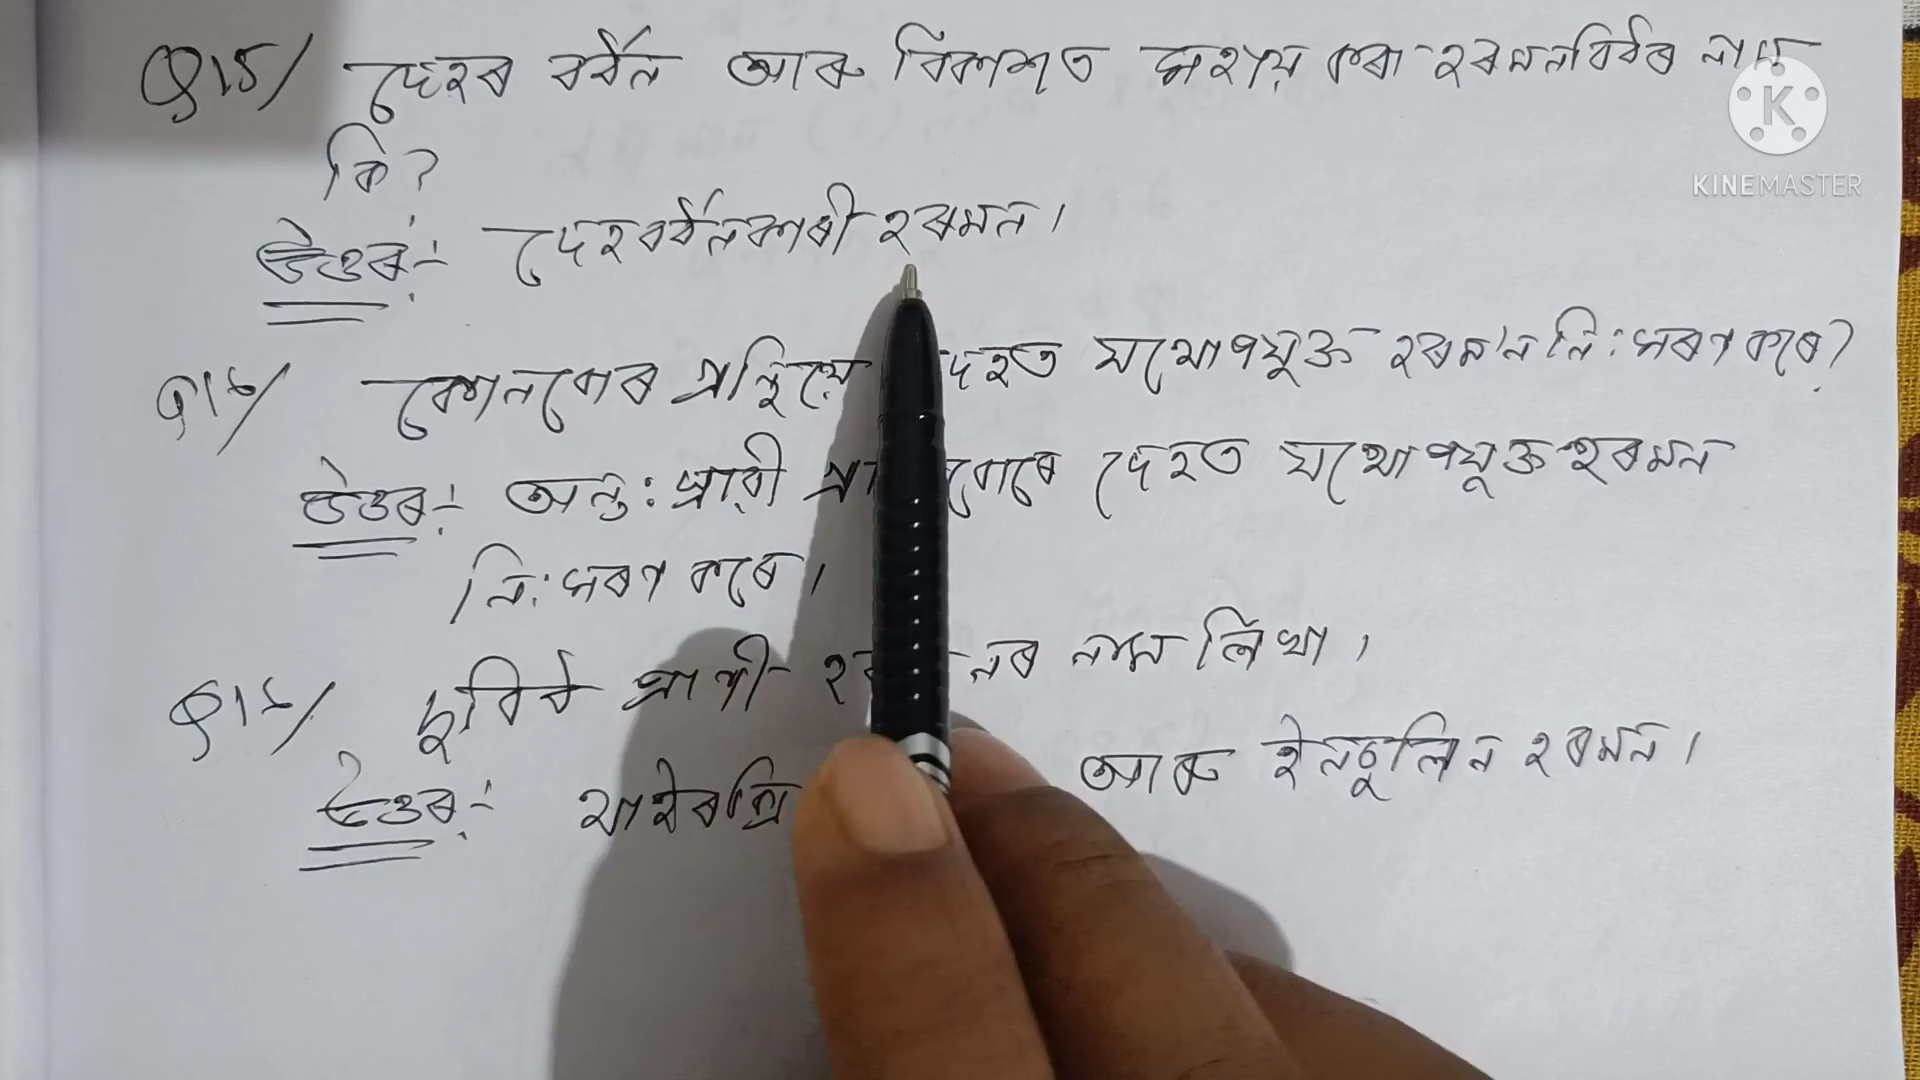 Q15/ দেহৰ বৰ্ধন আৰু বিকাশত সহায় কৰা হৰমনবিধৰ নাম
কি?
উত্তৰ:- দেহবৰ্ধনকাৰী হৰমন।
Q16/ কোনবোৰ গ্ৰন্থিয়ে দেহত যথোপযুক্ত হৰম'ন নি:সৰণ কৰে?
উত্তৰ:- অন্ত:স্ৰাৱী দেহত যথোপযুক্ত হৰমন
নি:সৰণ কৰে।
দুবিধ প্ৰাণী নাম লিখা।
উত্তৰ:- আৰু ইনচুলিন হৰমন।
KINEMASTER